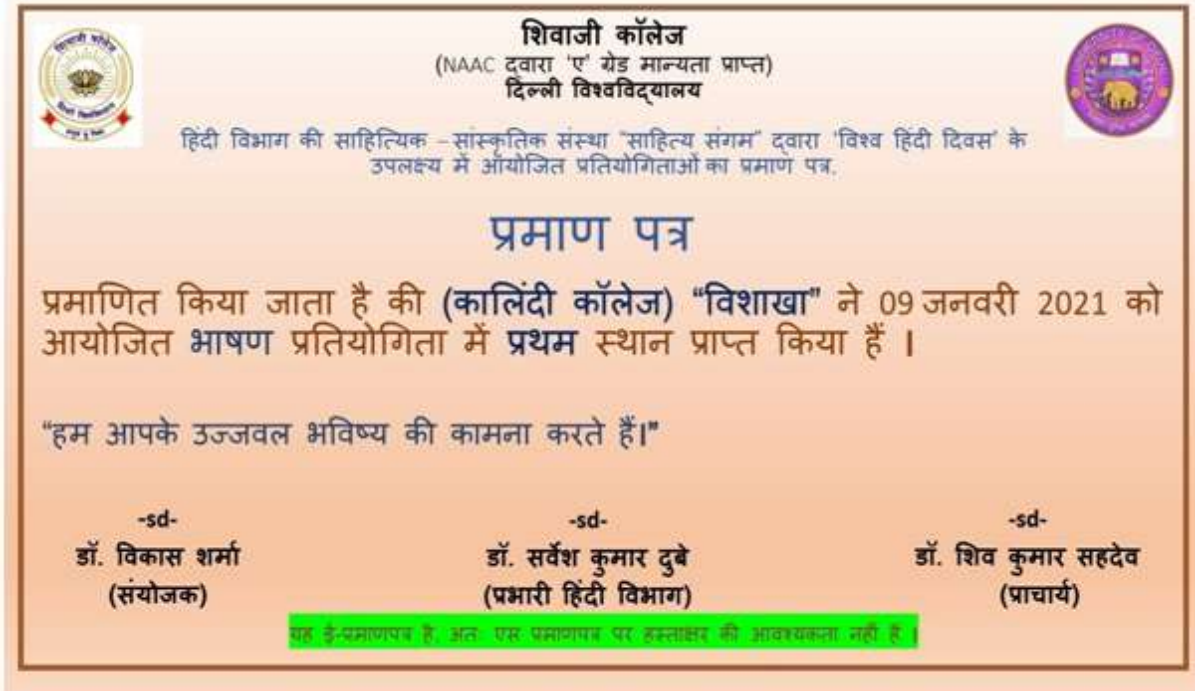 शिवाजी कॉलेज
(NAAC द्वारा 'ए' ग्रेड मान्यता प्राप्त)
दिल्ली विश्वविद्यालय
हिंदी विभाग की साहित्यिक – सांस्कृतिक संस्था "साहित्य संगम" द्वारा 'विश्व हिंदी दिवस' के
उपलक्ष्य में आयोजित प्रतियोगिताओं का प्रमाण पत्र.
प्रमाण पत्र
प्रमाणित किया जाता है की (कालिंदी कॉलेज) “विशाखा” ने 09 जनवरी 2021 को
आयोजित भाषण प्रतियोगिता में प्रथम स्थान प्राप्त किया हैं ।
“हम आपके उज्जवल भविष्य की कामना करते हैं।”
-sd- -sd- -sd-
डॉ. विकास शर्मा डॉ. सर्वेश कुमार दुबे डॉ. शिव कुमार सहदेव
(संयोजक) (प्रभारी हिंदी विभाग) (प्राचार्य)
यह ई-प्रमाणपत्र है, अतः एस प्रमाणपत्र पर हस्ताक्षर की आवश्यकता नहीं है ।
शिवाजी कॉलेज